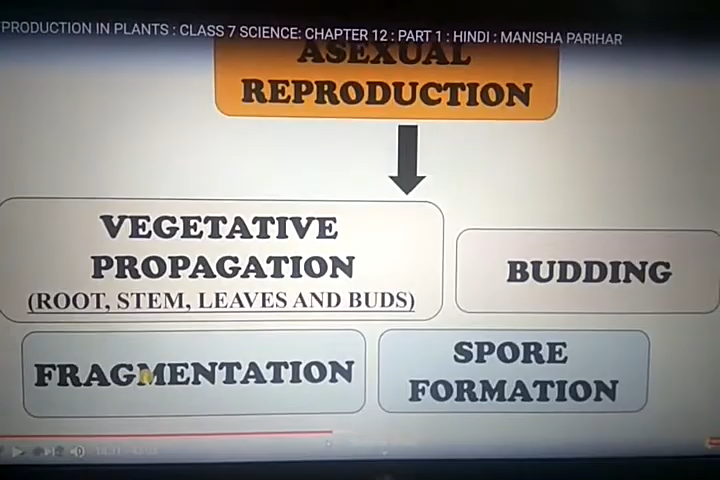 PRODUCTION IN PLANTS : CLASS 7 SCIENCE: CHAPTER 12 : PART 1 : HINDI : MANISHA PARIHAR
ASEXUAL
REPRODUCTION
VEGETATIVE
PROPAGATION
(ROOT, STEM, LEAVES AND BUDS)
BUDDING
FRAGMENTATION
SPORE
FORMATION